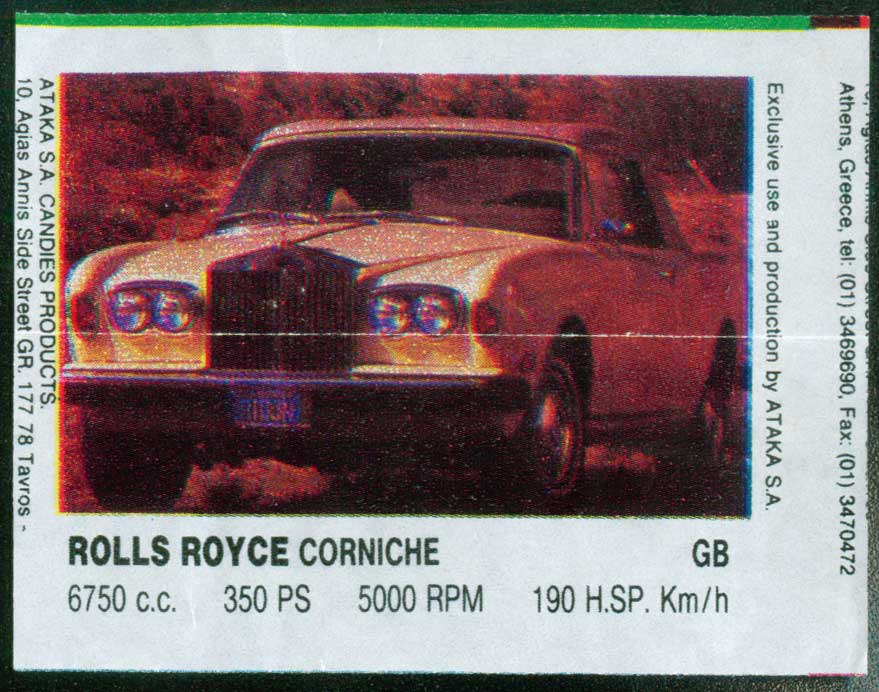 ATAKA S.A. CANDIES PRODUCTS.
10, Agias Annis Side Street GR. 177 78 Tavros -
Exclusive use and production by ATAKA S.A.
Athens, Greece, tel: (01) 3469690, Fax: (01) 3470472
ROLLS ROYCE CORNICHE GB
6750 c.c. 350 PS 5000 RPM 190 H.SP. Km/h